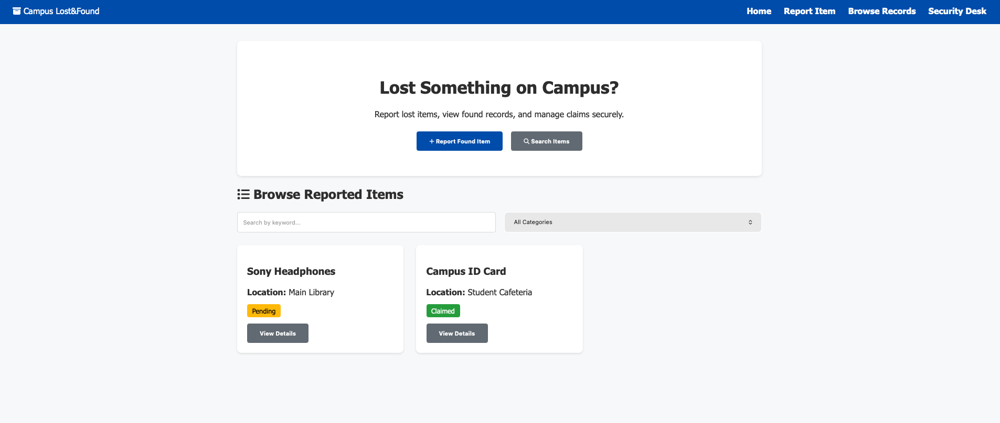 Campus Lost&Found
Home Report Item Browse Records Security Desk
Lost Something on Campus?
Report lost items, view found records, and manage claims securely.
Report Found Item
Search Items
Browse Reported Items
Search by keyword...
All Categories
Sony Headphones
Location: Main Library
Pending
View Details
Campus ID Card
Location: Student Cafeteria
Claimed
View Details